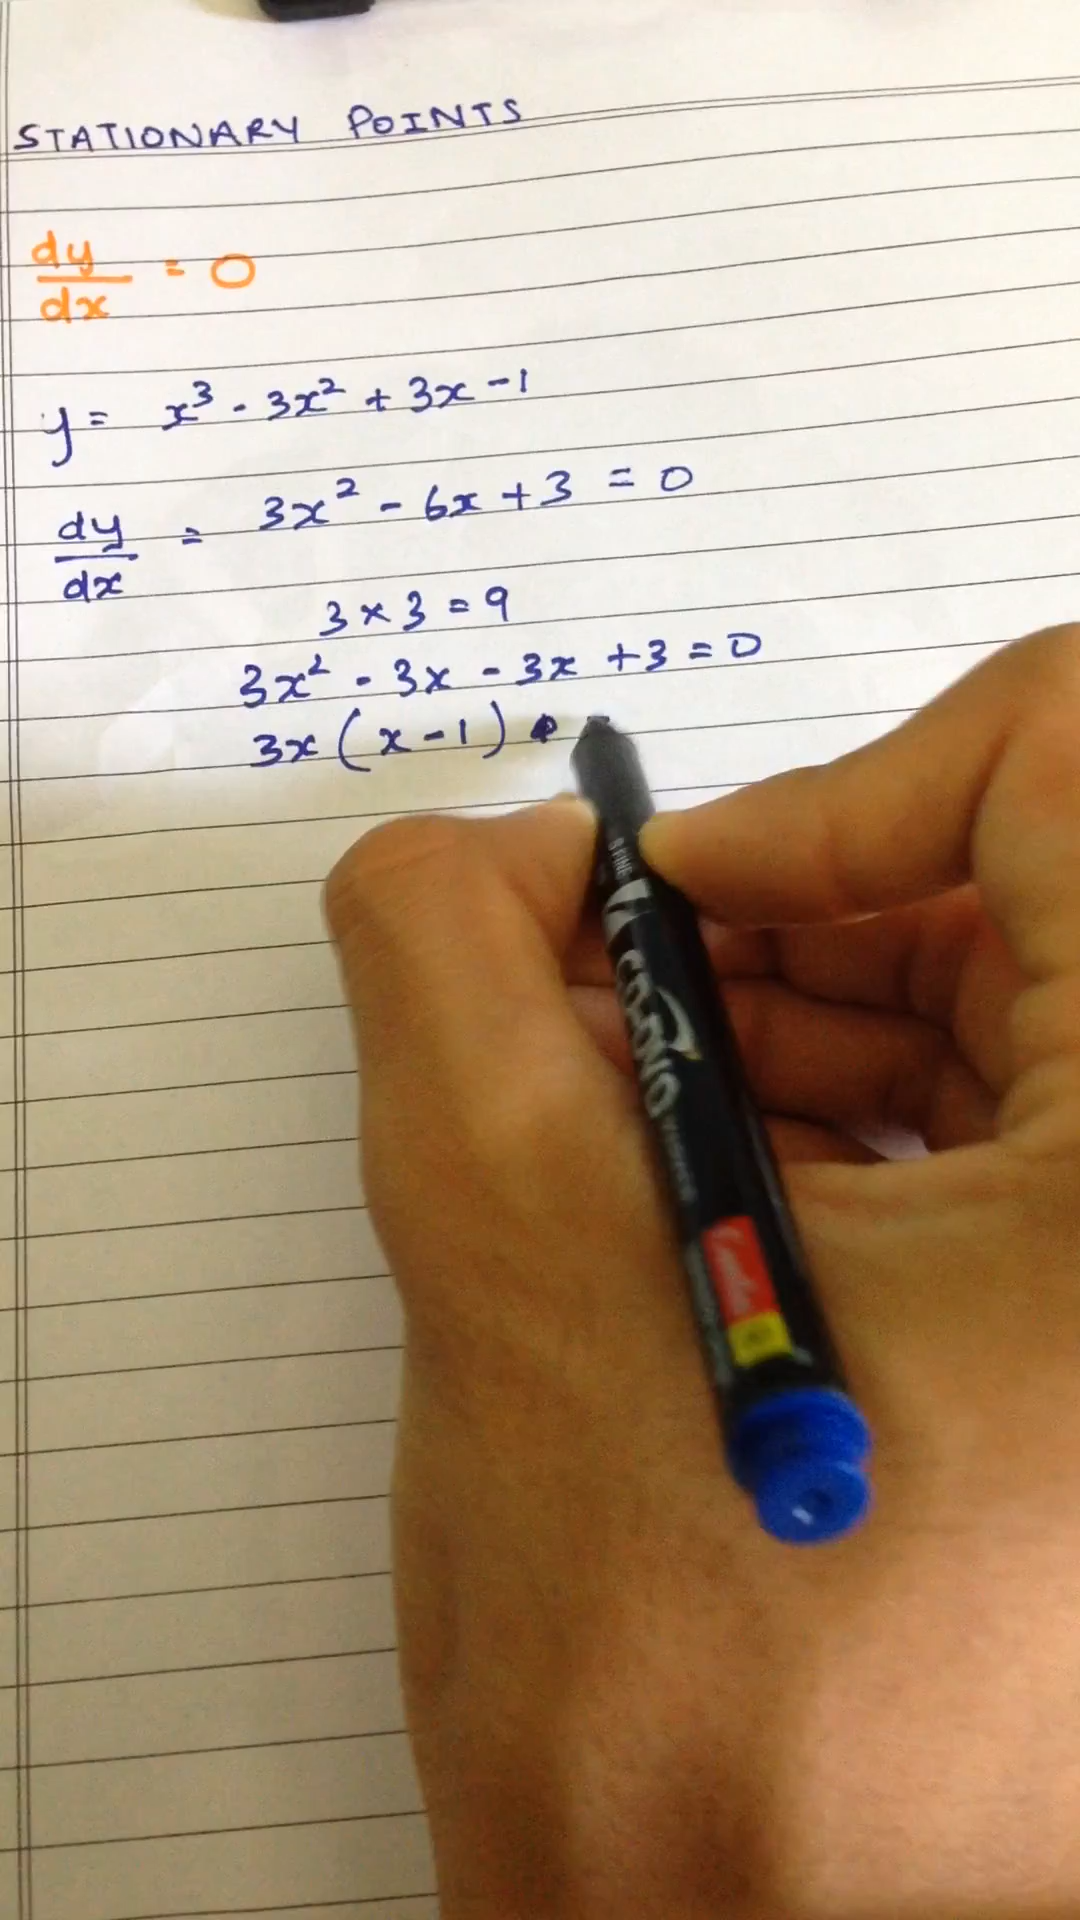 STATIONARY POINTS
dy/dx = 0
y = x³ - 3x² + 3x - 1
dy/dx = 3x² - 6x + 3 = 0
3 × 3 = 9
3x² - 3x - 3x + 3 = 0
3x (x - 1)